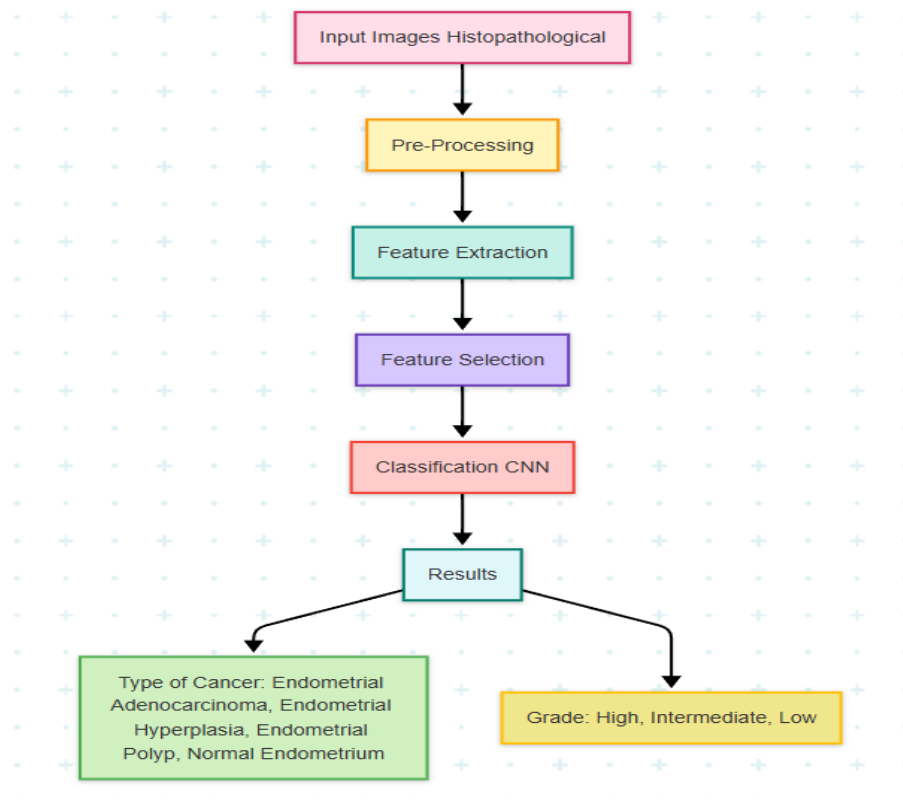 Input Images Histopathological
Pre-Processing
Feature Extraction
Feature Selection
Classification CNN
Results
Type of Cancer: Endometrial
Adenocarcinoma, Endometrial
Hyperplasia, Endometrial
Polyp, Normal Endometrium
Grade: High, Intermediate, Low